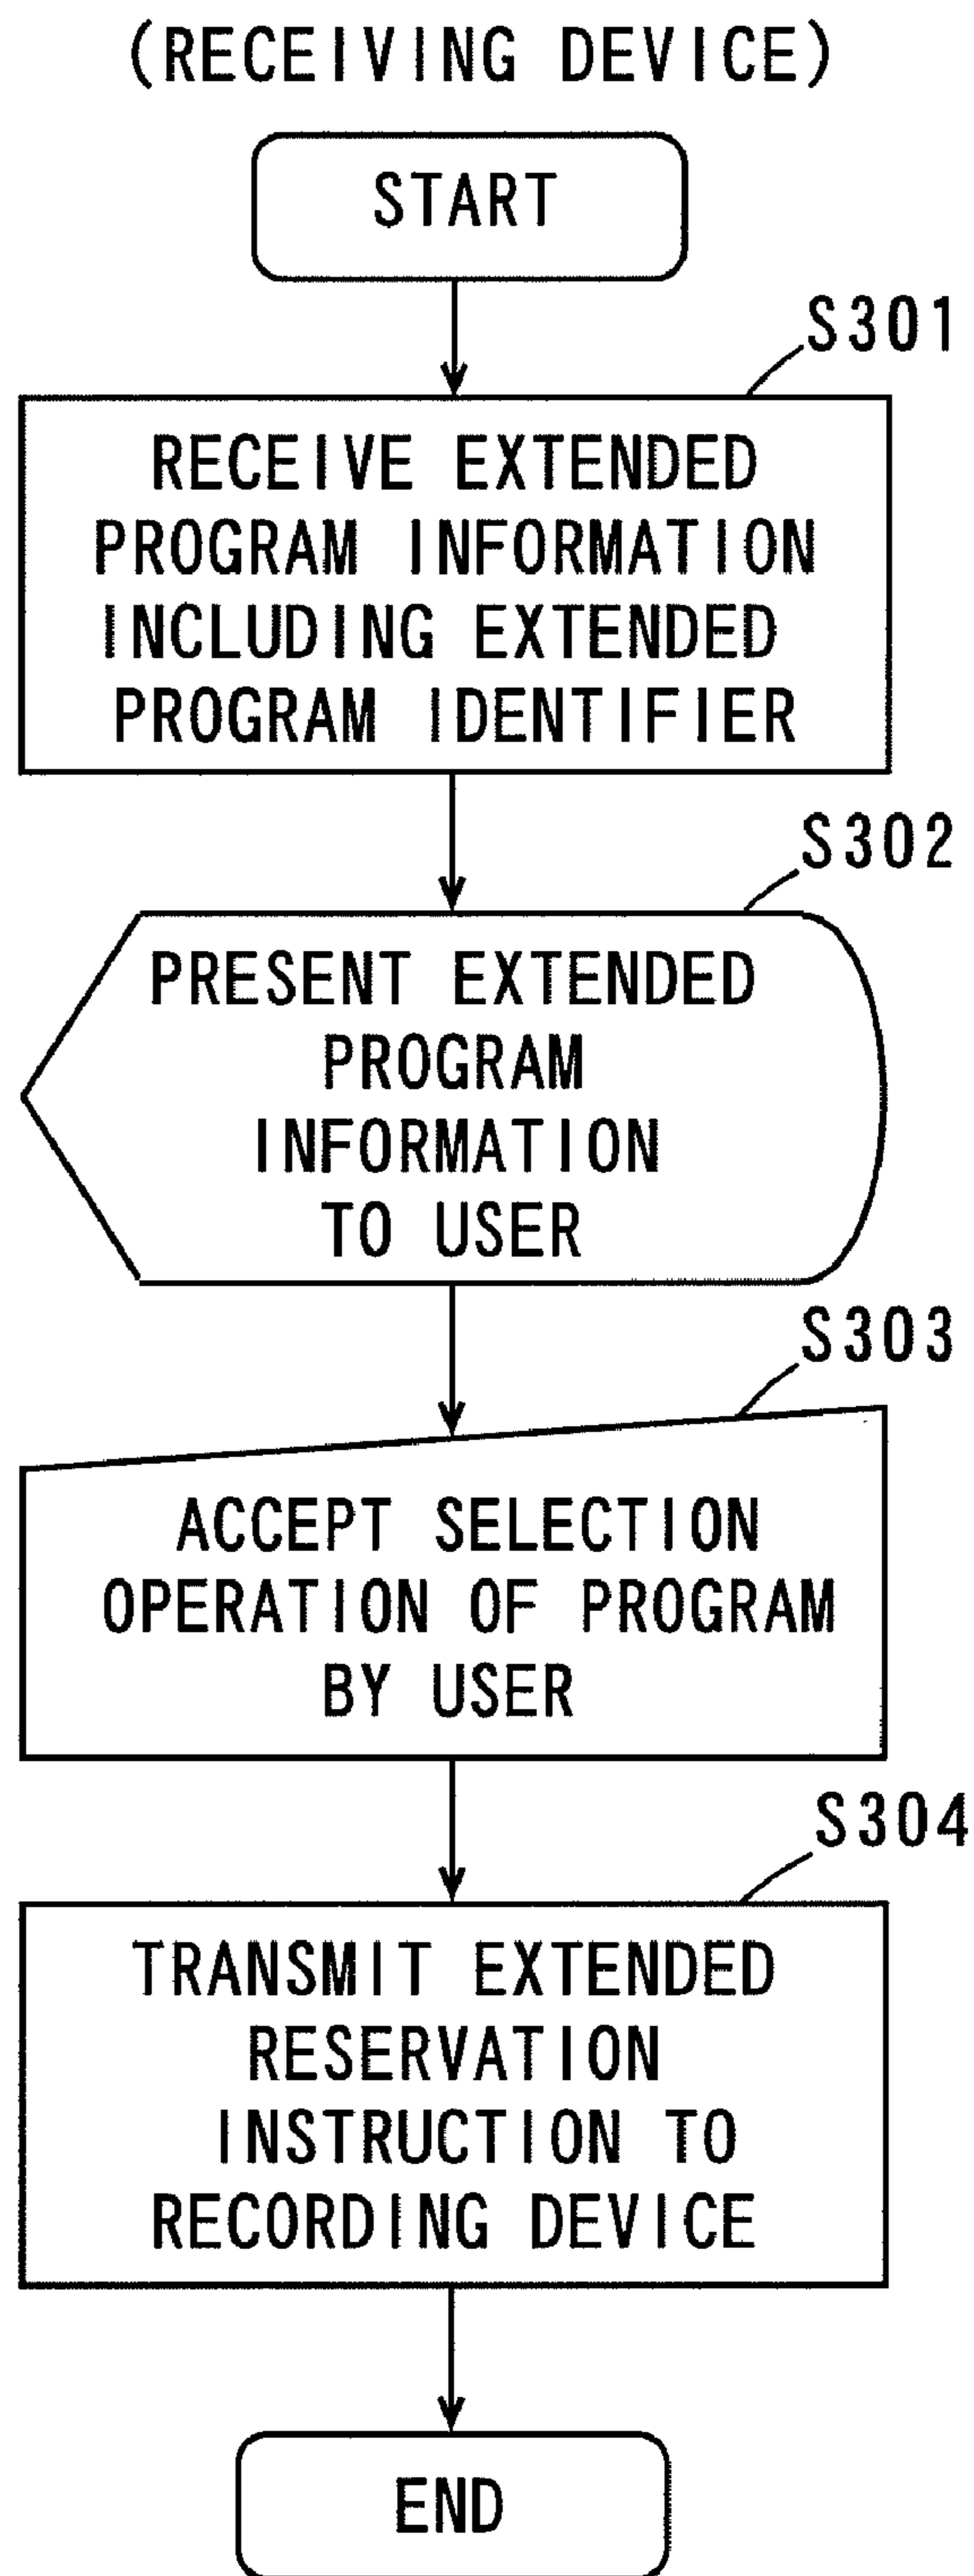 (RECEIVING DEVICE)
START
S301
RECEIVE EXTENDED
PROGRAM INFORMATION
INCLUDING EXTENDED
PROGRAM IDENTIFIER
S302
PRESENT EXTENDED
PROGRAM
INFORMATION
TO USER
S303
ACCEPT SELECTION
OPERATION OF PROGRAM
BY USER
S304
TRANSMIT EXTENDED
RESERVATION
INSTRUCTION TO
RECORDING DEVICE
END